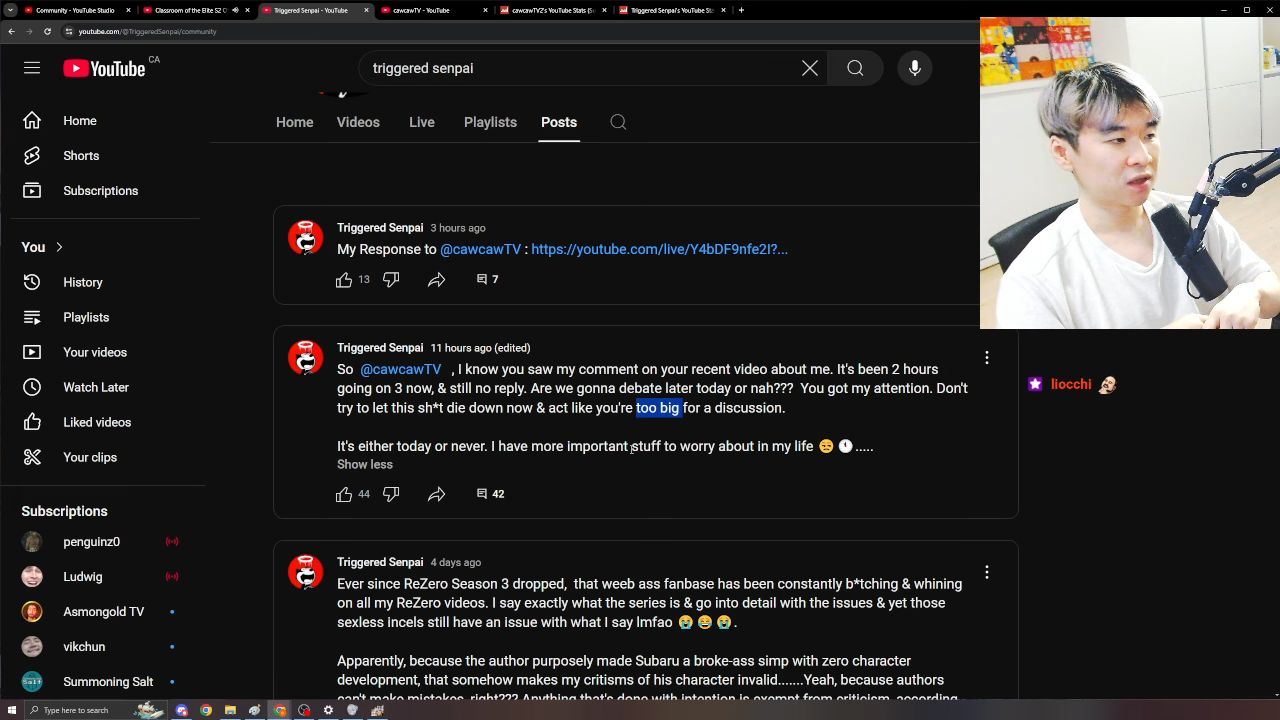 Community - YouTube Studio
Classroom of the Elite S2 C
Triggered Senpai - YouTube
cawcawTV - YouTube
cawcawTV2's YouTube Stats (Su
Triggered Senpai's YouTube Stat
youtube.com/@TriggeredSenpai/community
YouTube CA
triggered senpai
Home
Shorts
Subscriptions
You
History
Playlists
Your videos
Watch Later
Liked videos
Your clips
Subscriptions
penguinz0
Ludwig
Asmongold TV
vikchun
Summoning Salt
Home Videos Live Playlists Posts
Triggered Senpai 3 hours ago
My Response to @cawcawTV : https://youtube.com/live/Y4bDF9nfe2I?...
13 7
Triggered Senpai 11 hours ago (edited)
So @cawcawTV , I know you saw my comment on your recent video about me. It's been 2 hours
going on 3 now, & still no reply. Are we gonna debate later today or nah??? You got my attention. Don't
try to let this sh*t die down now & act like you're too big for a discussion.
It's either today or never. I have more important stuff to worry about in my life 😒 🕚 .....
Show less
44 42
Triggered Senpai 4 days ago
Ever since ReZero Season 3 dropped, that weeb ass fanbase has been constantly b*tching & whining
on all my ReZero videos. I say exactly what the series is & go into detail with the issues & yet those
sexless incels still have an issue with what I say lmfao 😭 😂 😭 .
Apparently, because the author purposely made Subaru a broke-ass simp with zero character
development, that somehow makes my critisms of his character invalid.......Yeah, because authors
can't make mistakes, right??? Anything that's done with intention is exempt from criticism, according
liocchi
Type here to search